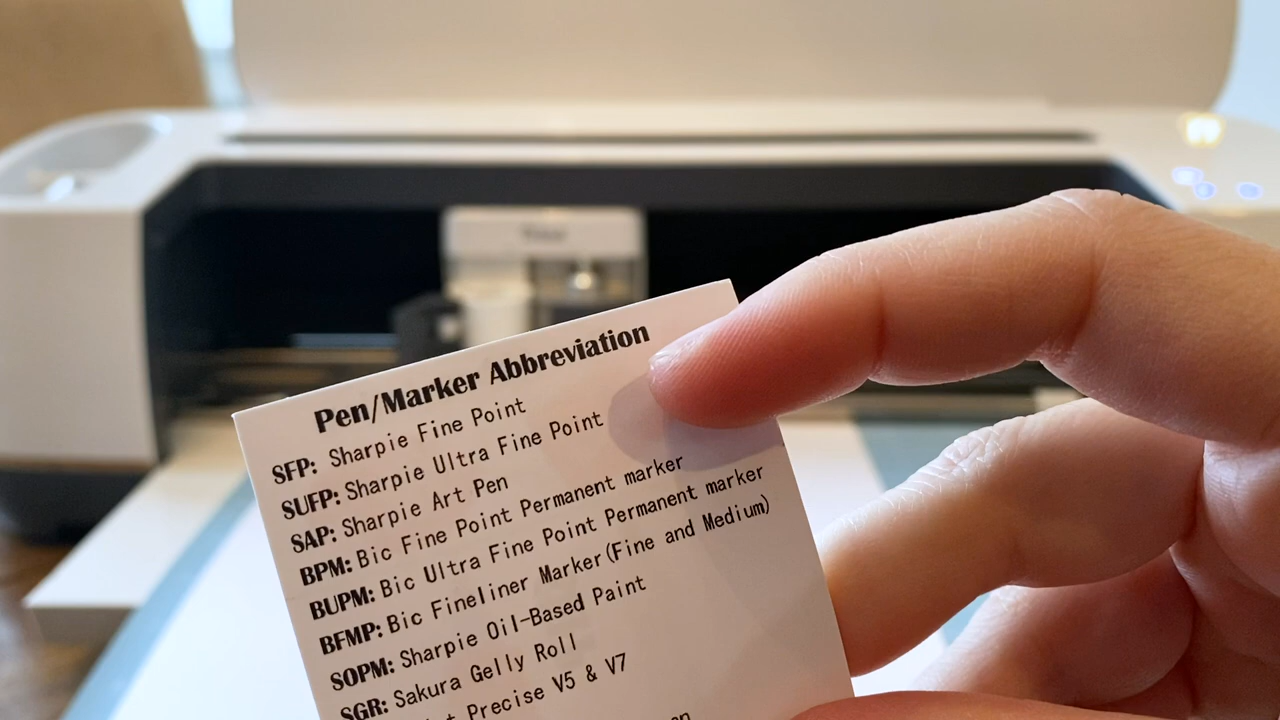 Pen/Marker Abbreviation
SFP: Sharpie Fine Point
SUFP: Sharpie Ultra Fine Point
SAP: Sharpie Art Pen
BPM: Bic Fine Point Permanent marker
BUPM: Bic Ultra Fine Point Permanent marker
BFMP: Bic Fineliner Marker(Fine and Medium)
SOPM: Sharpie Oil-Based Paint
SGR: Sakura Gelly Roll
Precise V5 & V7